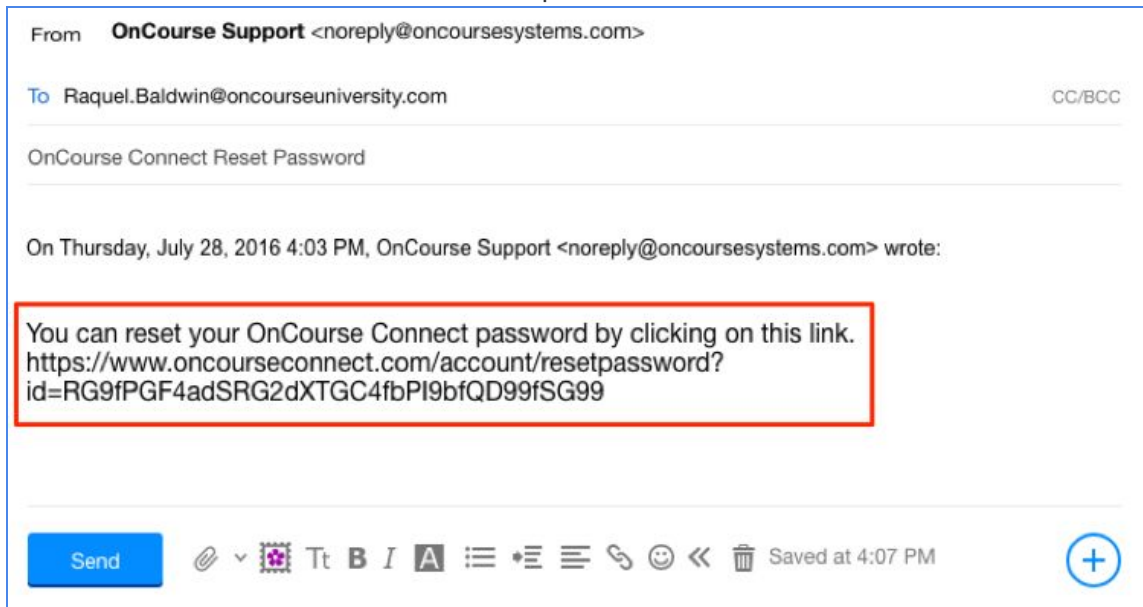 From OnCourse Support <noreply@oncoursesystems.com>
To Raquel.Baldwin@oncourseuniversity.com CC/BCC
OnCourse Connect Reset Password
On Thursday, July 28, 2016 4:03 PM, OnCourse Support <noreply@oncoursesystems.com> wrote:
You can reset your OnCourse Connect password by clicking on this link.
https://www.oncourseconnect.com/account/resetpassword?
id=RG9fPGF4adSRG2dXTGC4fbPI9bfQD99fSG99
Send Tt B I A Saved at 4:07 PM